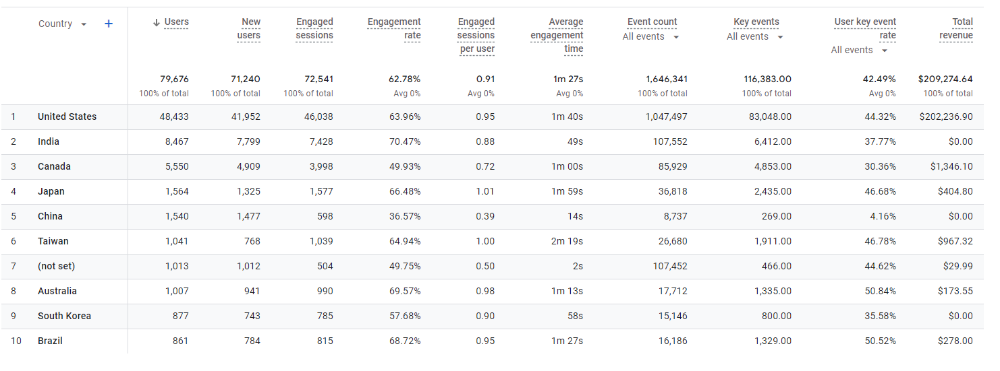 Country + Users New users Engaged sessions Engagement rate Engaged sessions per user Average engagement time Event count All events Key events All events User key event rate All events Total revenue
79,676 71,240 72,541 62.78% 0.91 1m 27s 1,646,341 116,383.00 42.49% $209,274.64
100% of total 100% of total 100% of total Avg 0% Avg 0% Avg 0% 100% of total 100% of total Avg 0% 100% of total
1 United States 48,433 41,952 46,038 63.96% 0.95 1m 40s 1,047,497 83,048.00 44.32% $202,236.90
2 India 8,467 7,799 7,428 70.47% 0.88 49s 107,552 6,412.00 37.77% $0.00
3 Canada 5,550 4,909 3,998 49.93% 0.72 1m 00s 85,929 4,853.00 30.36% $1,346.10
4 Japan 1,564 1,325 1,577 66.48% 1.01 1m 59s 36,818 2,435.00 46.68% $404.80
5 China 1,540 1,477 598 36.57% 0.39 14s 8,737 269.00 4.16% $0.00
6 Taiwan 1,041 768 1,039 64.94% 1.00 2m 19s 26,680 1,911.00 46.78% $967.32
7 (not set) 1,013 1,012 504 49.75% 0.50 2s 107,452 466.00 44.62% $29.99
8 Australia 1,007 941 990 69.57% 0.98 1m 13s 17,712 1,335.00 50.84% $173.55
9 South Korea 877 743 785 57.68% 0.90 58s 15,146 800.00 35.58% $0.00
10 Brazil 861 784 815 68.72% 0.95 1m 27s 16,186 1,329.00 50.52% $278.00